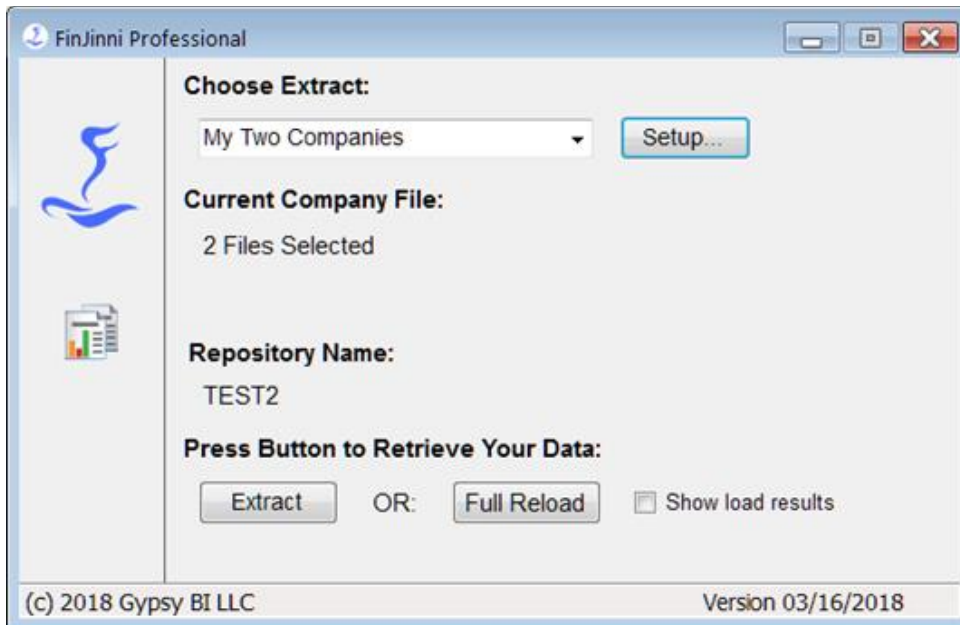 FinJinni Professional
Choose Extract:
My Two Companies
Setup...
Current Company File:
2 Files Selected
Repository Name:
TEST2
Press Button to Retrieve Your Data:
Extract OR: Full Reload Show load results
(c) 2018 Gypsy BI LLC Version 03/16/2018